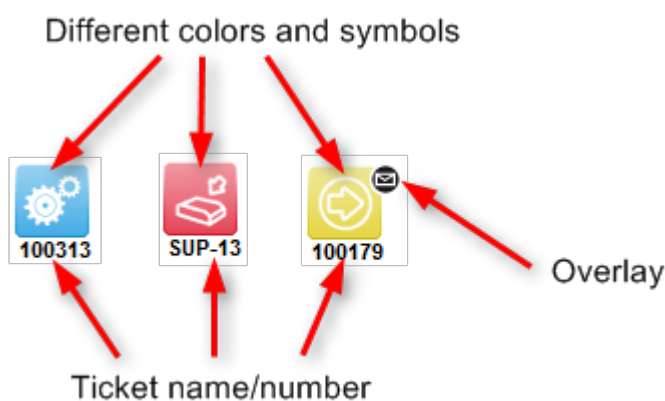 Different colors and symbols
100313
SUP-13
100179
Overlay
Ticket name/number